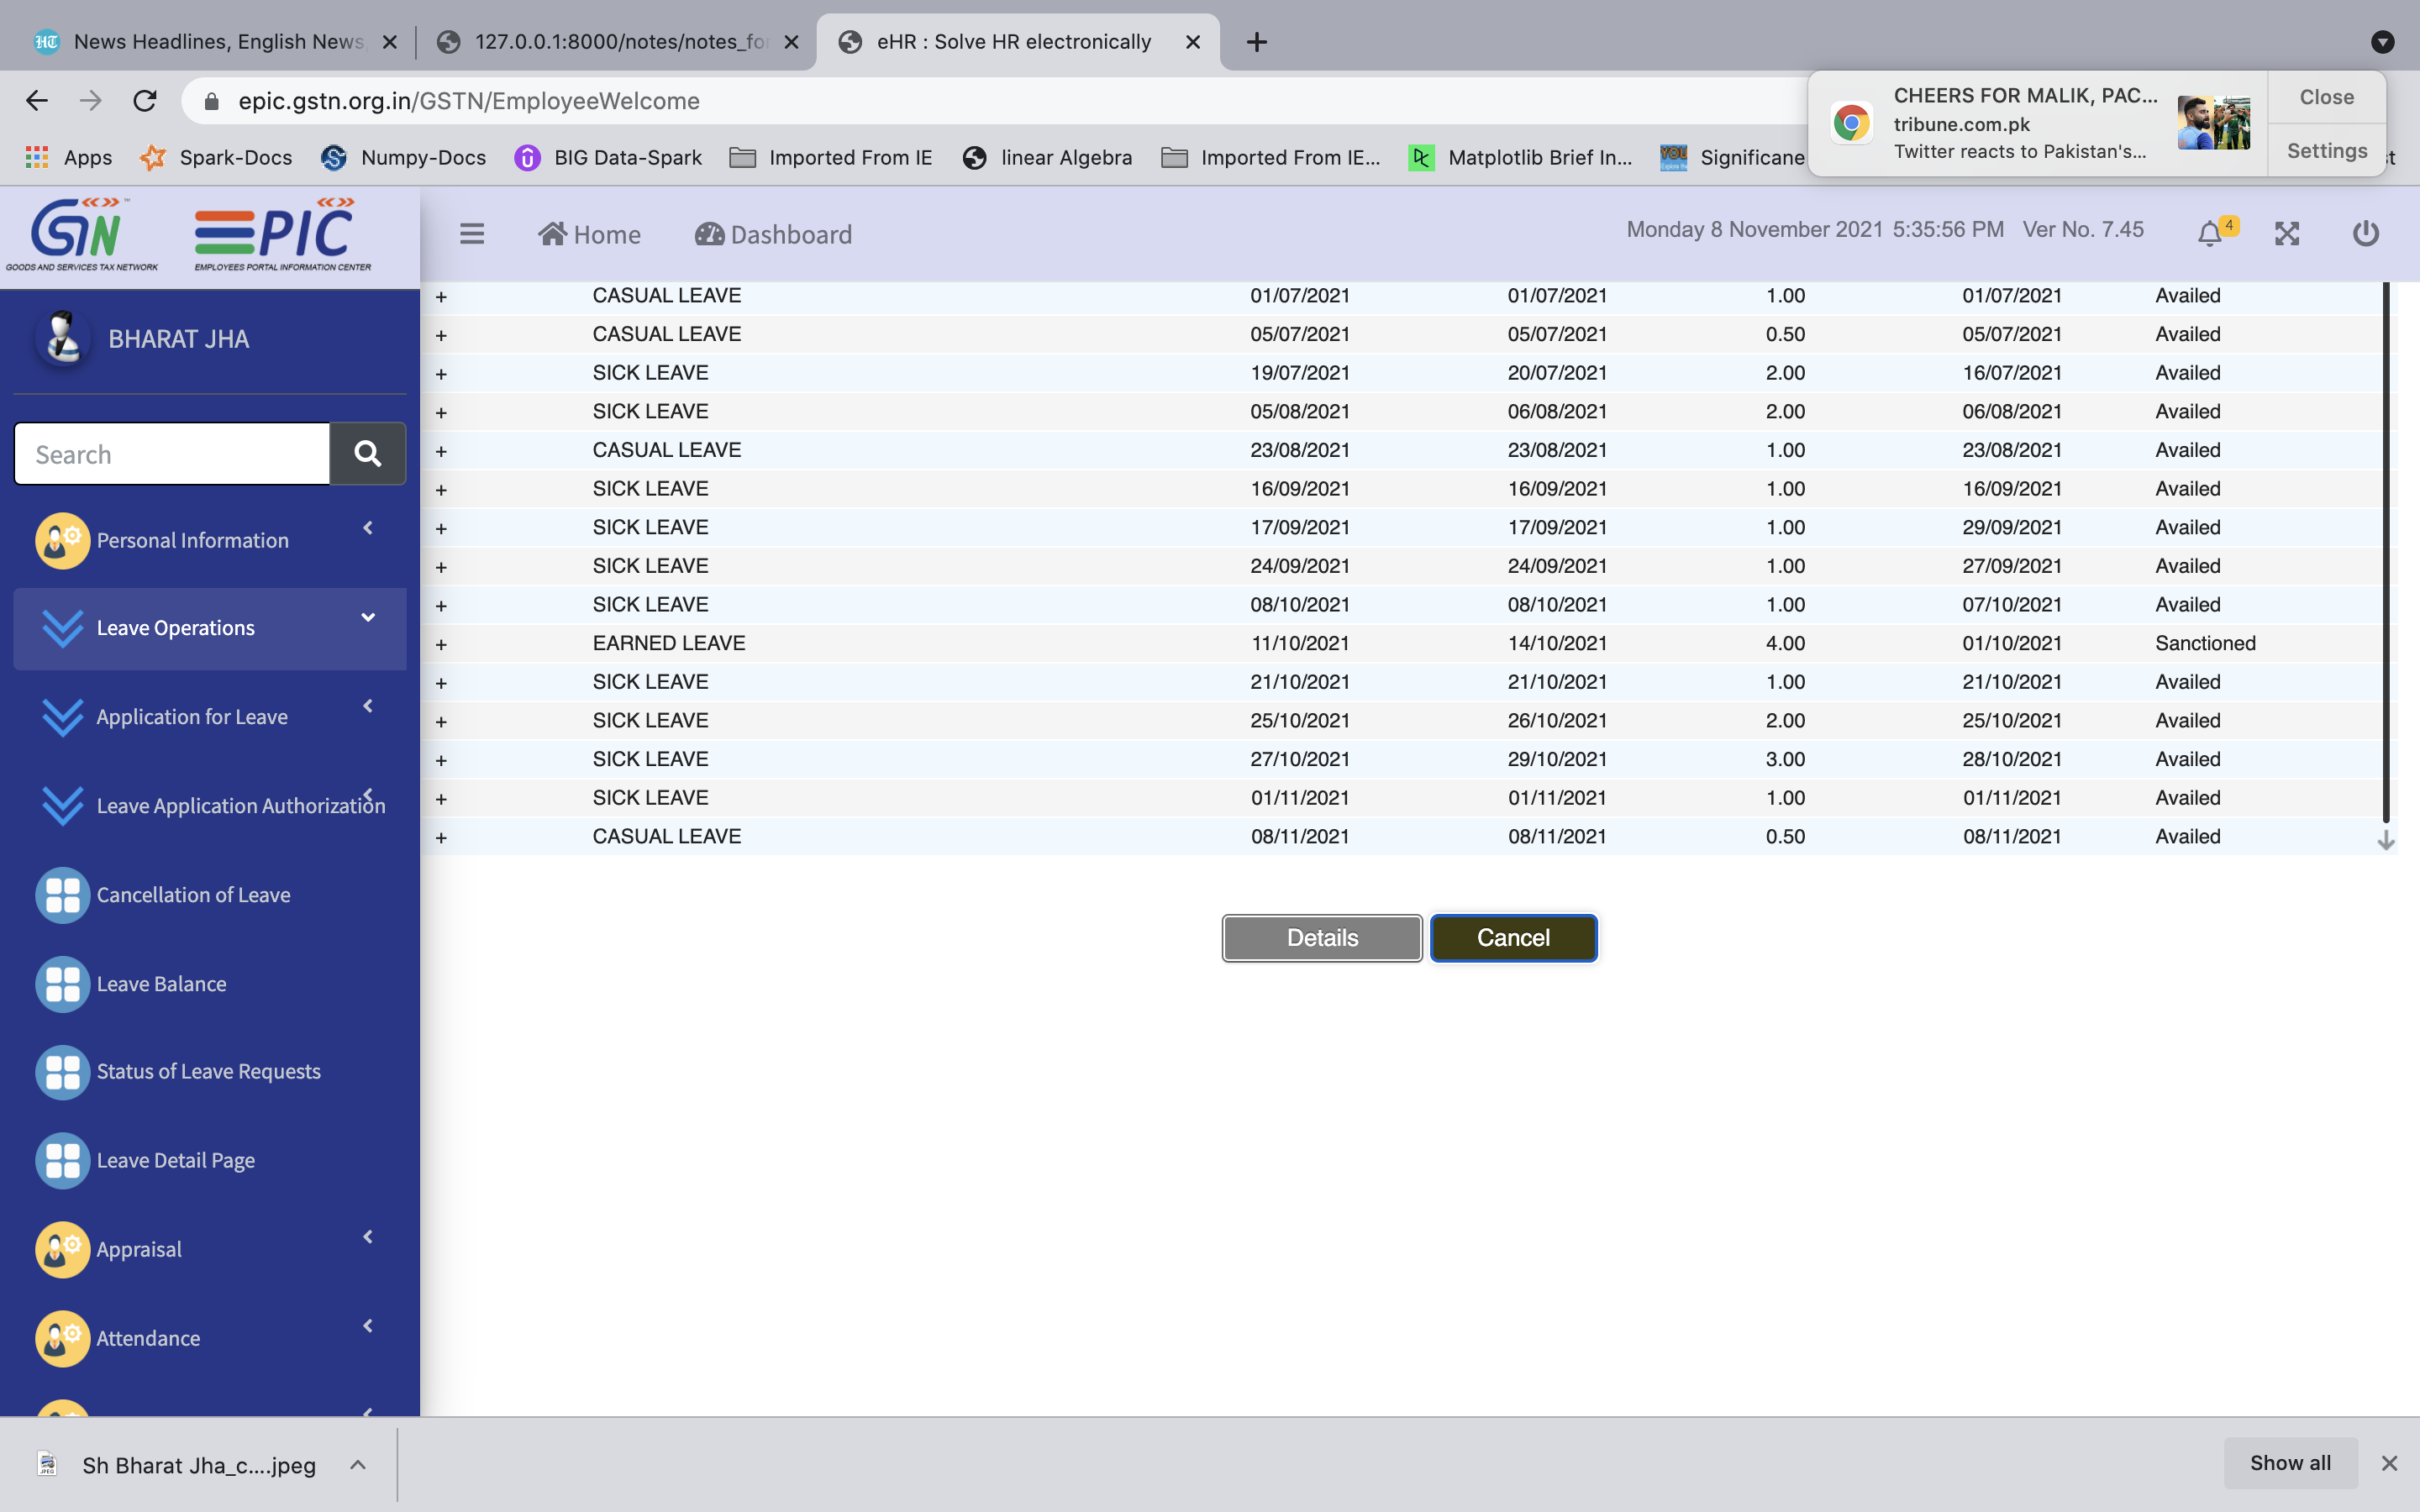 News Headlines, English News,
127.0.0.1:8000/notes/notes_for
eHR : Solve HR electronically
epic.gstn.org.in/GSTN/EmployeeWelcome
CHEERS FOR MALIK, PAC...
tribune.com.pk
Twitter reacts to Pakistan's...
Close
Settings
Apps Spark-Docs Numpy-Docs BIG Data-Spark Imported From IE linear Algebra Imported From IE... Matplotlib Brief In... Significane
GSTN
GOODS AND SERVICES TAX NETWORK
EPIC
EMPLOYEES PORTAL INFORMATION CENTER
Home Dashboard
Monday 8 November 2021 5:35:56 PM Ver No. 7.45
4
BHARAT JHA
Search
Personal Information
Leave Operations
Application for Leave
Leave Application Authorization
Cancellation of Leave
Leave Balance
Status of Leave Requests
Leave Detail Page
Appraisal
Attendance
+ CASUAL LEAVE 01/07/2021 01/07/2021 1.00 01/07/2021 Availed
+ CASUAL LEAVE 05/07/2021 05/07/2021 0.50 05/07/2021 Availed
+ SICK LEAVE 19/07/2021 20/07/2021 2.00 16/07/2021 Availed
+ SICK LEAVE 05/08/2021 06/08/2021 2.00 06/08/2021 Availed
+ CASUAL LEAVE 23/08/2021 23/08/2021 1.00 23/08/2021 Availed
+ SICK LEAVE 16/09/2021 16/09/2021 1.00 16/09/2021 Availed
+ SICK LEAVE 17/09/2021 17/09/2021 1.00 29/09/2021 Availed
+ SICK LEAVE 24/09/2021 24/09/2021 1.00 27/09/2021 Availed
+ SICK LEAVE 08/10/2021 08/10/2021 1.00 07/10/2021 Availed
+ EARNED LEAVE 11/10/2021 14/10/2021 4.00 01/10/2021 Sanctioned
+ SICK LEAVE 21/10/2021 21/10/2021 1.00 21/10/2021 Availed
+ SICK LEAVE 25/10/2021 26/10/2021 2.00 25/10/2021 Availed
+ SICK LEAVE 27/10/2021 29/10/2021 3.00 28/10/2021 Availed
+ SICK LEAVE 01/11/2021 01/11/2021 1.00 01/11/2021 Availed
+ CASUAL LEAVE 08/11/2021 08/11/2021 0.50 08/11/2021 Availed
Details Cancel
Sh Bharat Jha_c....jpeg
Show all